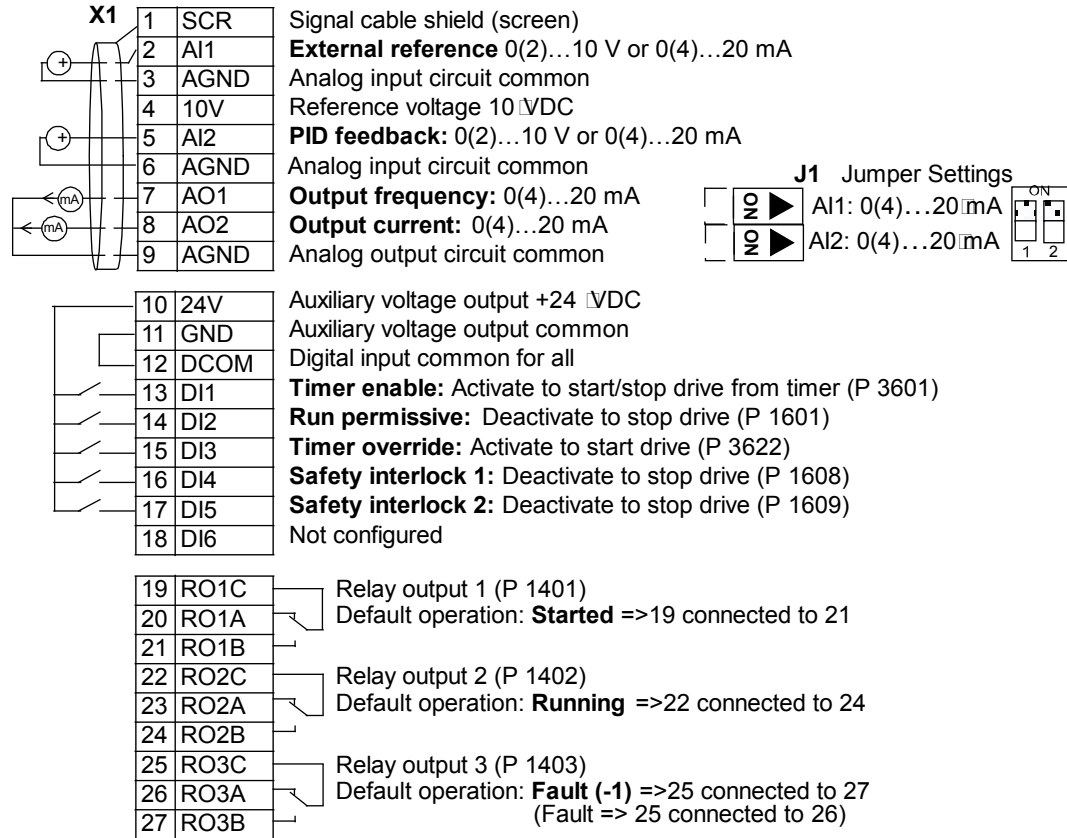 X1
1 SCR Signal cable shield (screen)
2 AI1 External reference 0(2)…10 V or 0(4)…20 mA
3 AGND Analog input circuit common
4 10V Reference voltage 10 VDC
5 AI2 PID feedback: 0(2)…10 V or 0(4)…20 mA
6 AGND Analog input circuit common
7 AO1 Output frequency: 0(4)…20 mA
8 AO2 Output current: 0(4)…20 mA
9 AGND Analog output circuit common
+
+
mA
mA
J1 Jumper Settings
ON AI1: 0(4)…20 mA
ON AI2: 0(4)…20 mA
ON
1 2
10 24V Auxiliary voltage output +24 VDC
11 GND Auxiliary voltage output common
12 DCOM Digital input common for all
13 DI1 Timer enable: Activate to start/stop drive from timer (P 3601)
14 DI2 Run permissive: Deactivate to stop drive (P 1601)
15 DI3 Timer override: Activate to start drive (P 3622)
16 DI4 Safety interlock 1: Deactivate to stop drive (P 1608)
17 DI5 Safety interlock 2: Deactivate to stop drive (P 1609)
18 DI6 Not configured
19 RO1C Relay output 1 (P 1401)
20 RO1A Default operation: Started =>19 connected to 21
21 RO1B
22 RO2C Relay output 2 (P 1402)
23 RO2A Default operation: Running =>22 connected to 24
24 RO2B
25 RO3C Relay output 3 (P 1403)
26 RO3A Default operation: Fault (-1) =>25 connected to 27
27 RO3B (Fault => 25 connected to 26)